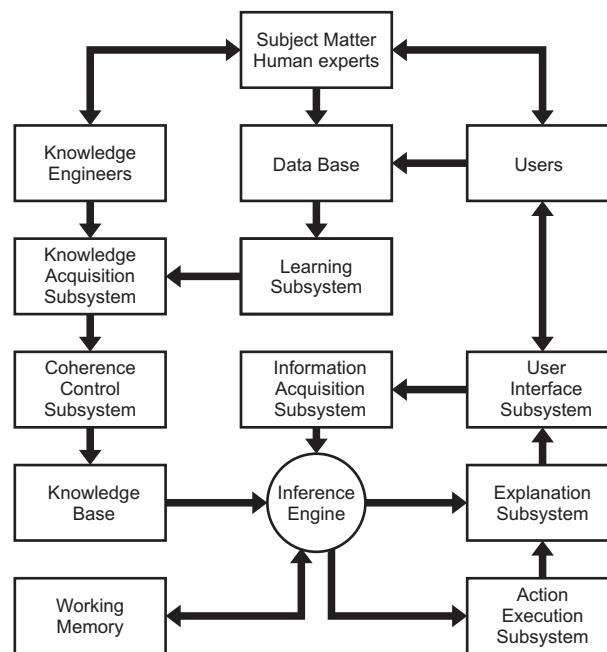 Subject Matter
Human experts
Knowledge
Engineers
Data Base
Users
Knowledge
Acquisition
Subsystem
Learning
Subsystem
Coherence
Control
Subsystem
Information
Acquisition
Subsystem
User
Interface
Subsystem
Knowledge
Base
Inference
Engine
Explanation
Subsystem
Working
Memory
Action
Execution
Subsystem